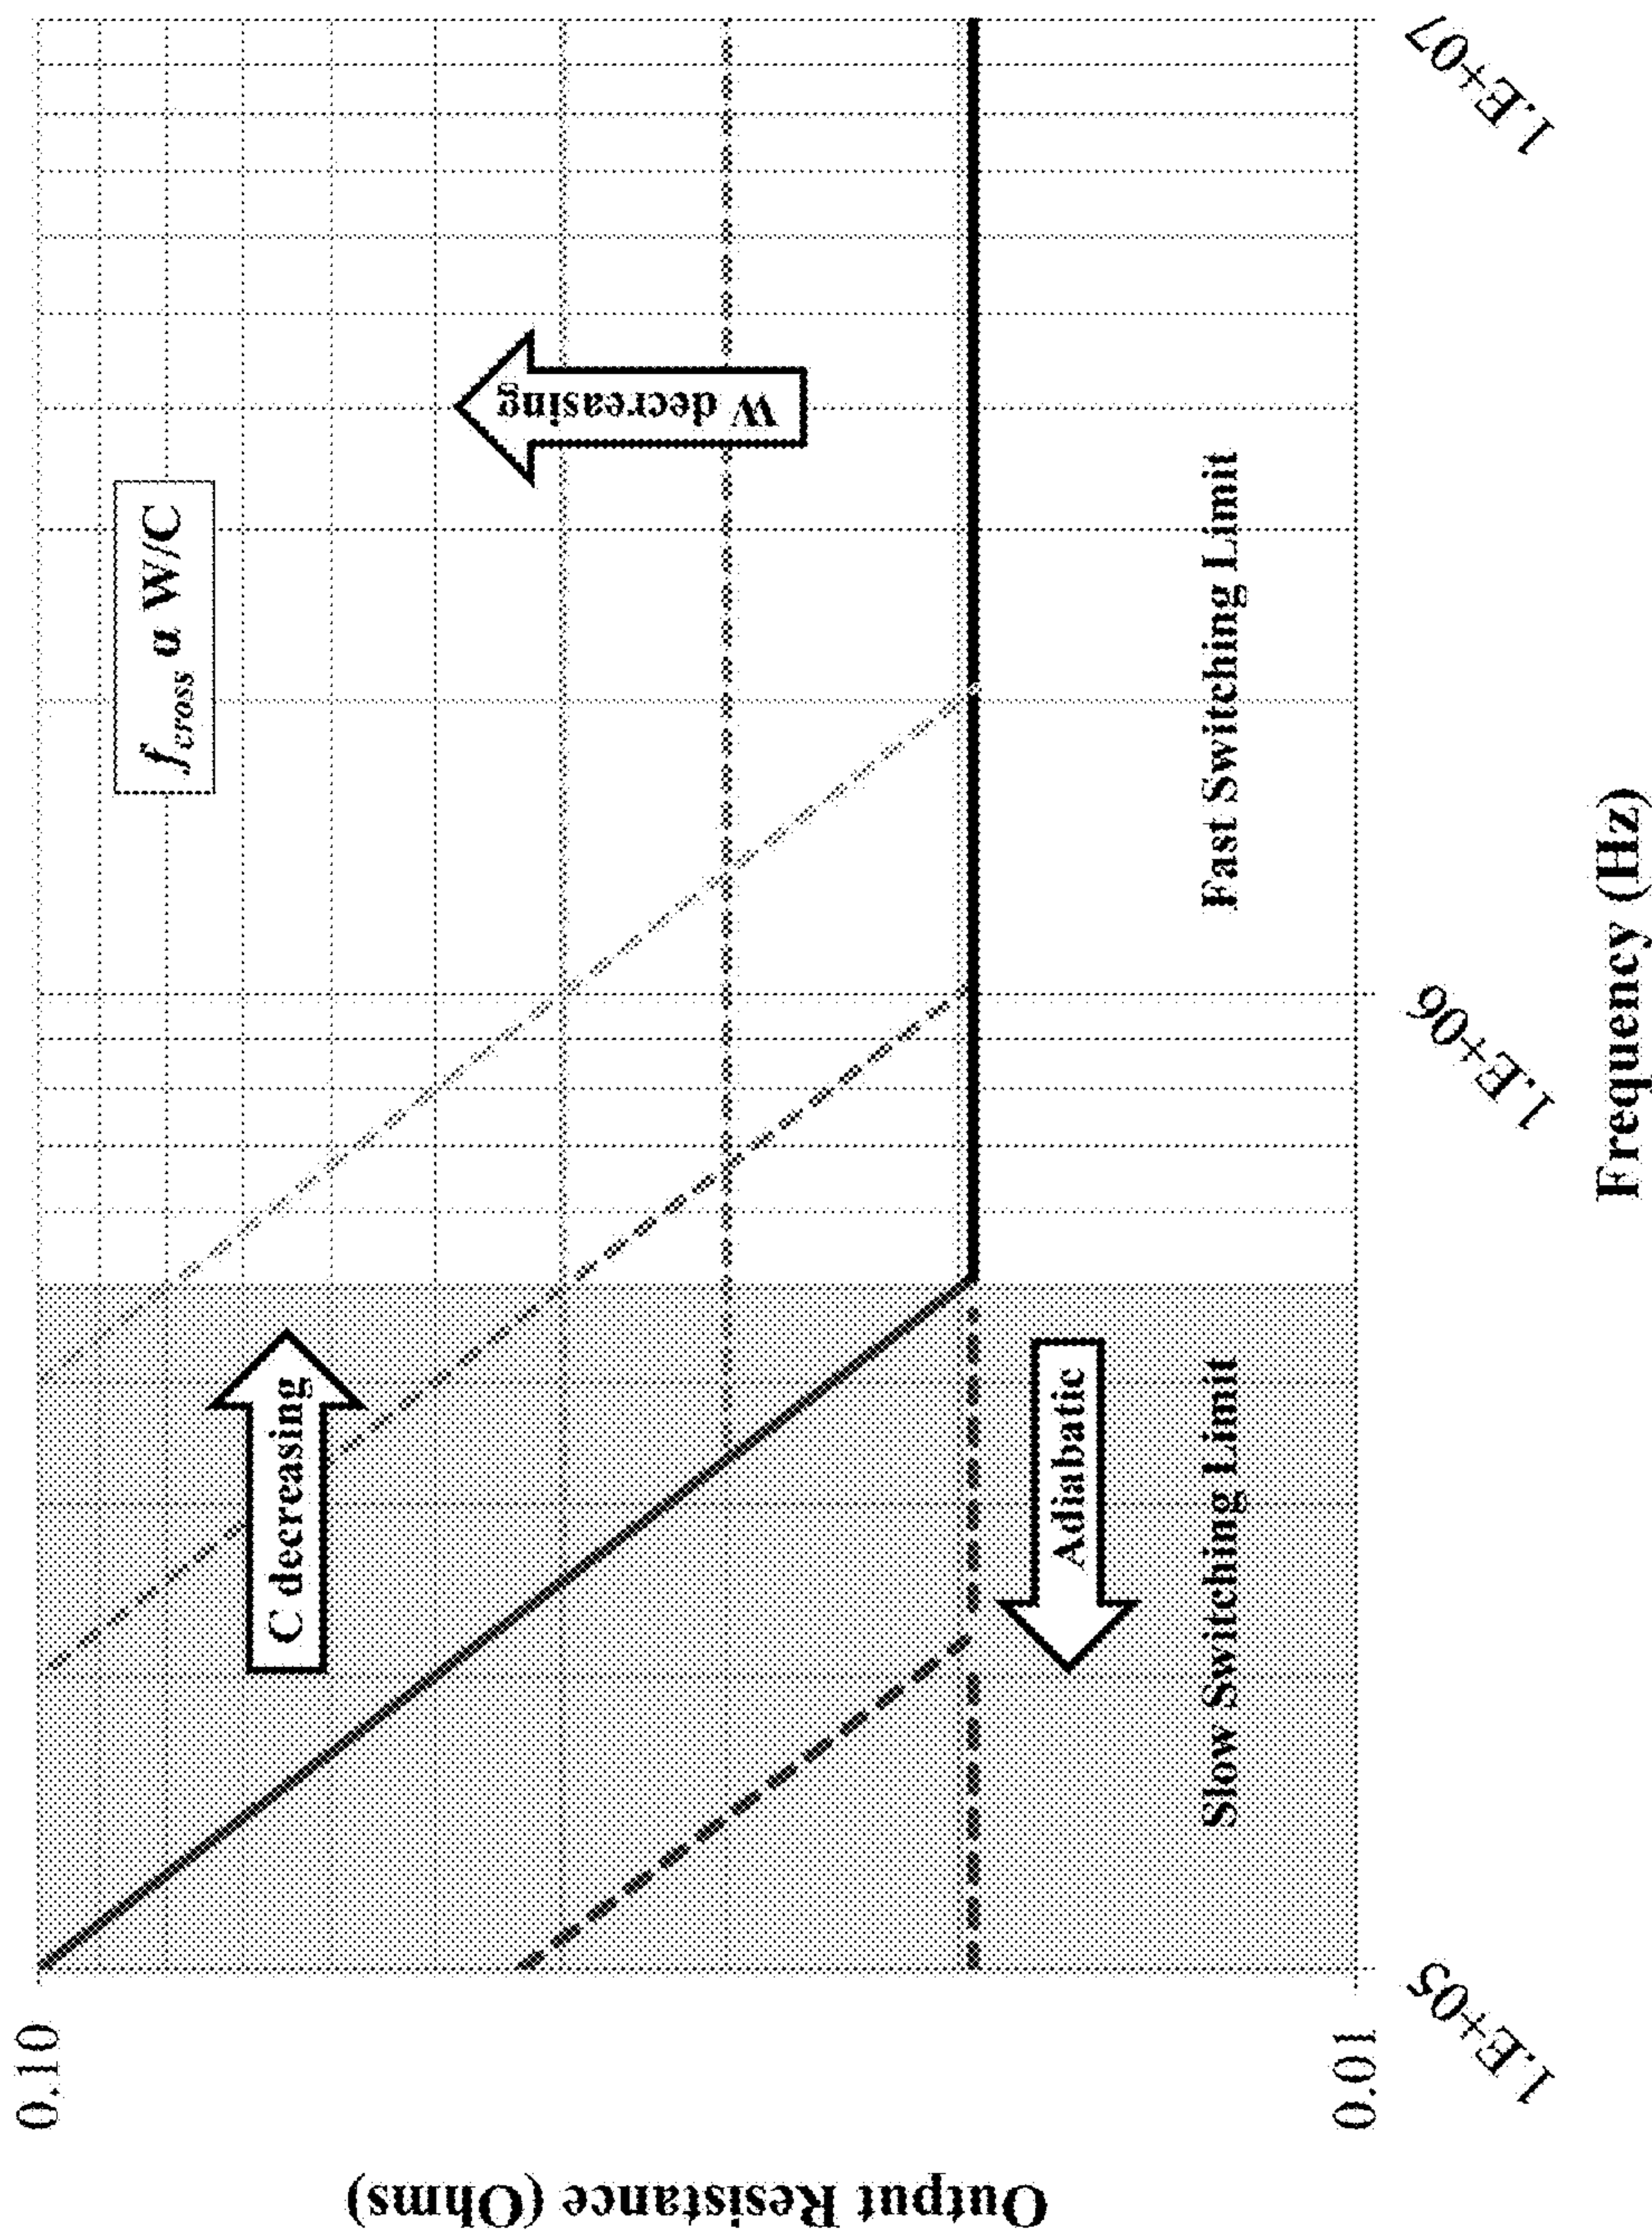 0.10
0.01
Output Resistance (Ohms)
f_cross α W/C
C decreasing
W decreasing
Adiabatic
Slow Switching Limit
Fast Switching Limit
1.E+05
1.E+06
1.E+07
Frequency (Hz)